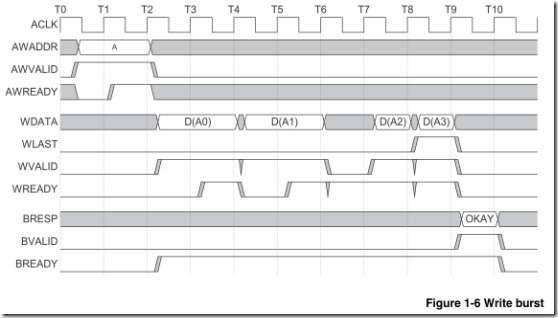 T0 T1 T2 T3 T4 T5 T6 T7 T8 T9 T10
ACLK
AWADDR A
AWVALID
AWREADY
WDATA D(A0) D(A1) D(A2) D(A3)
WLAST
WVALID
WREADY
BRESP OKAY
BVALID
BREADY
Figure 1-6 Write burst